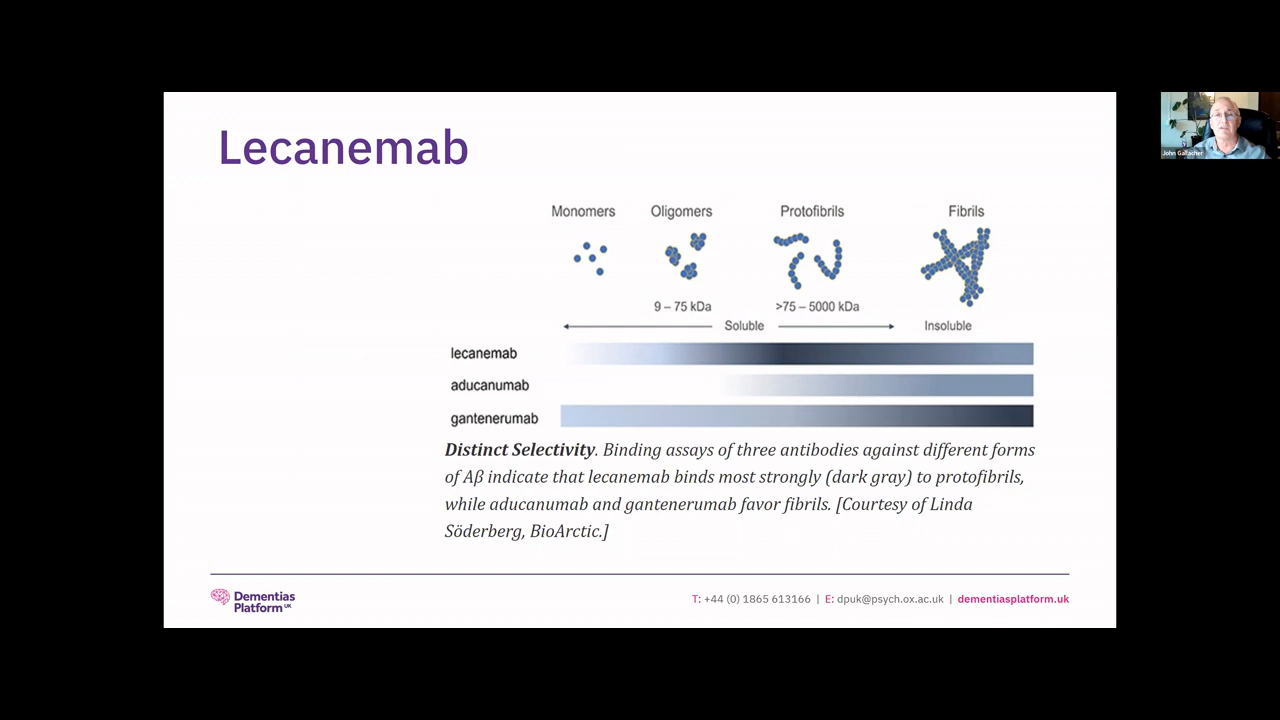 Lecanemab
John Gallacher
Monomers Oligomers Protofibrils Fibrils
9 – 75 kDa >75 – 5000 kDa
Soluble Insoluble
lecanemab
aducanumab
gantenerumab
Distinct Selectivity. Binding assays of three antibodies against different forms
of Aβ indicate that lecanemab binds most strongly (dark gray) to protofibrils,
while aducanumab and gantenerumab favor fibrils. [Courtesy of Linda
Söderberg, BioArctic.]
Dementias
Platform UK
T: +44 (0) 1865 613166 | E: dpuk@psych.ox.ac.uk | dementiasplatform.uk